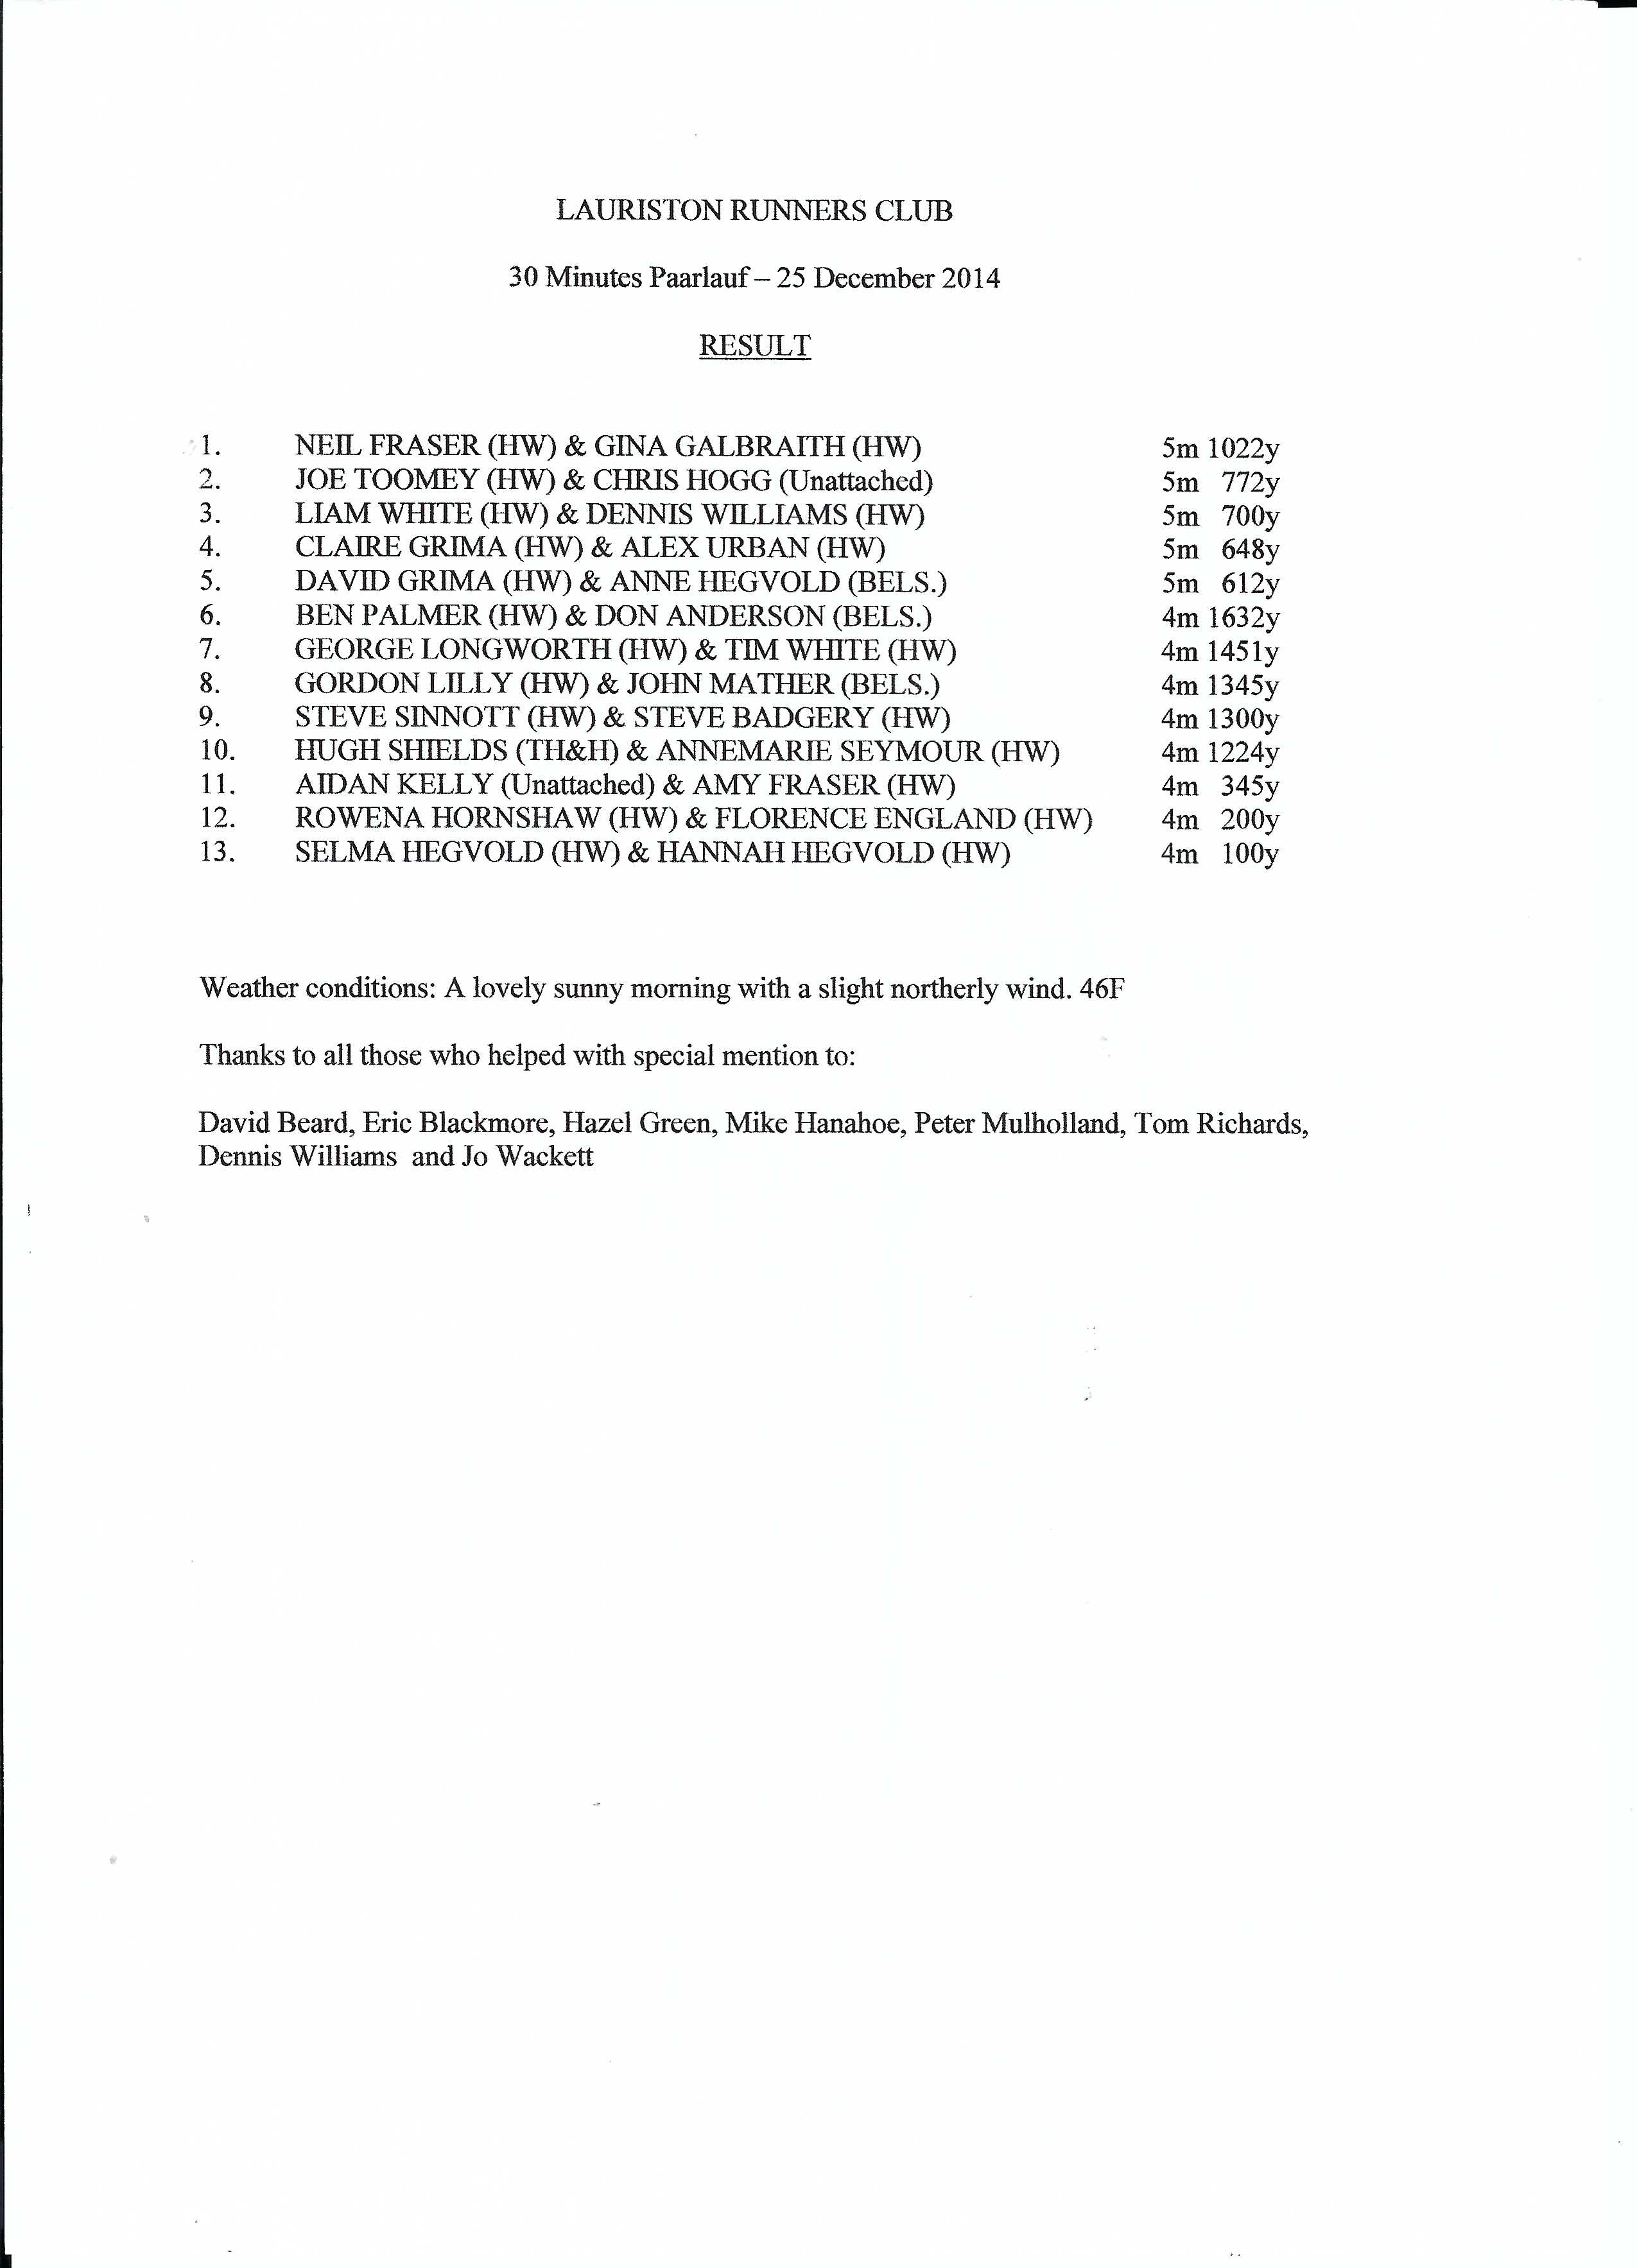 LAURISTON RUNNERS CLUB
30 Minutes Paarlauf – 25 December 2014
RESULT
1. NEIL FRASER (HW) & GINA GALBRAITH (HW) 5m 1022y
2. JOE TOOMEY (HW) & CHRIS HOGG (Unattached) 5m 772y
3. LIAM WHITE (HW) & DENNIS WILLIAMS (HW) 5m 700y
4. CLAIRE GRIMA (HW) & ALEX URBAN (HW) 5m 648y
5. DAVID GRIMA (HW) & ANNE HEGVOLD (BELS.) 5m 612y
6. BEN PALMER (HW) & DON ANDERSON (BELS.) 4m 1632y
7. GEORGE LONGWORTH (HW) & TIM WHITE (HW) 4m 1451y
8. GORDON LILLY (HW) & JOHN MATHER (BELS.) 4m 1345y
9. STEVE SINNOTT (HW) & STEVE BADGERY (HW) 4m 1300y
10. HUGH SHIELDS (TH&H) & ANNEMARIE SEYMOUR (HW) 4m 1224y
11. AIDAN KELLY (Unattached) & AMY FRASER (HW) 4m 345y
12. ROWENA HORNSHAW (HW) & FLORENCE ENGLAND (HW) 4m 200y
13. SELMA HEGVOLD (HW) & HANNAH HEGVOLD (HW) 4m 100y
Weather conditions: A lovely sunny morning with a slight northerly wind. 46F
Thanks to all those who helped with special mention to:
David Beard, Eric Blackmore, Hazel Green, Mike Hanahoe, Peter Mulholland, Tom Richards,
Dennis Williams and Jo Wackett